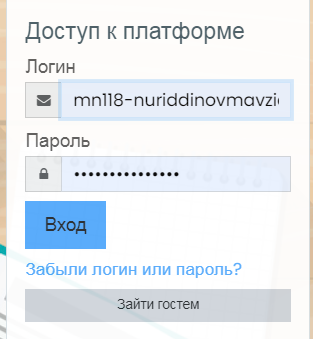 Доступ к платформе
Логин
mn118-nuriddinovmavzi
Пароль
•••••••••••••••
Вход
Забыли логин или пароль?
Зайти гостем